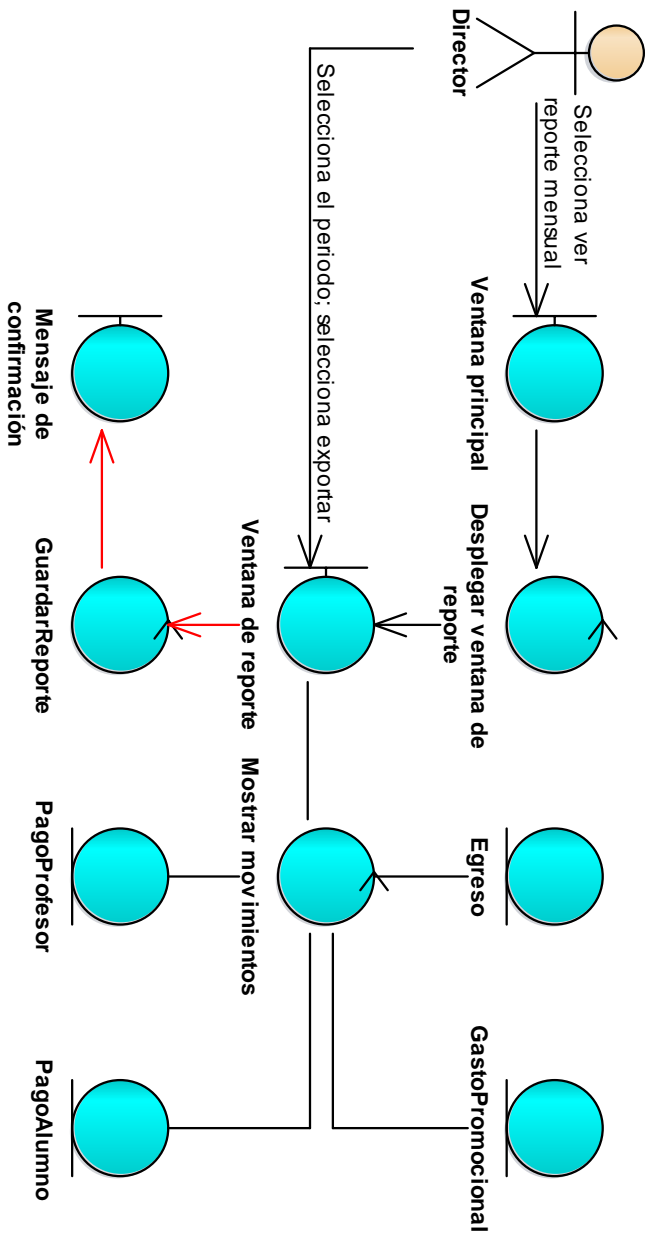 Selecciona ver
reporte mensual
Director
Ventana principal
Desplegar ventana de
reporte
Egreso
GastoPromocional
Selecciona el periodo; selecciona exportar
Ventana de reporte
Mostrar movimientos
Mensaje de
confirmación
GuardarReporte
PagoProfesor
PagoAlumno